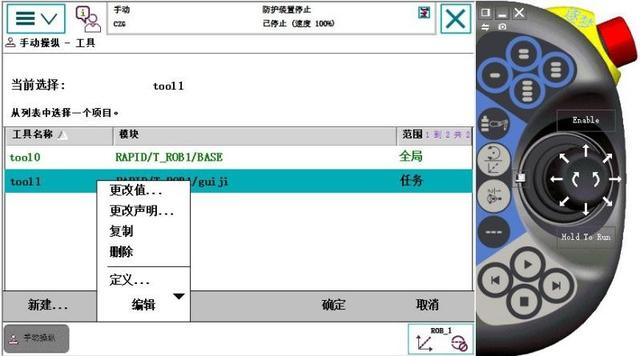 手动
防护装置停止
CZG
已停止 (速度 100%)
手动操纵 - 工具
当前选择:
tool1
从列表中选择一个项目。
工具名称
模块
范围 1 到 2 共 2
tool0
RAPID/T_ROB1/BASE
全局
tool1
RAPID/T_ROB1/guiji
任务
更改值...
更改声明...
复制
删除
定义...
新建...
编辑
确定
取消
手动操纵
ROB_1
Enable
Hold To Run